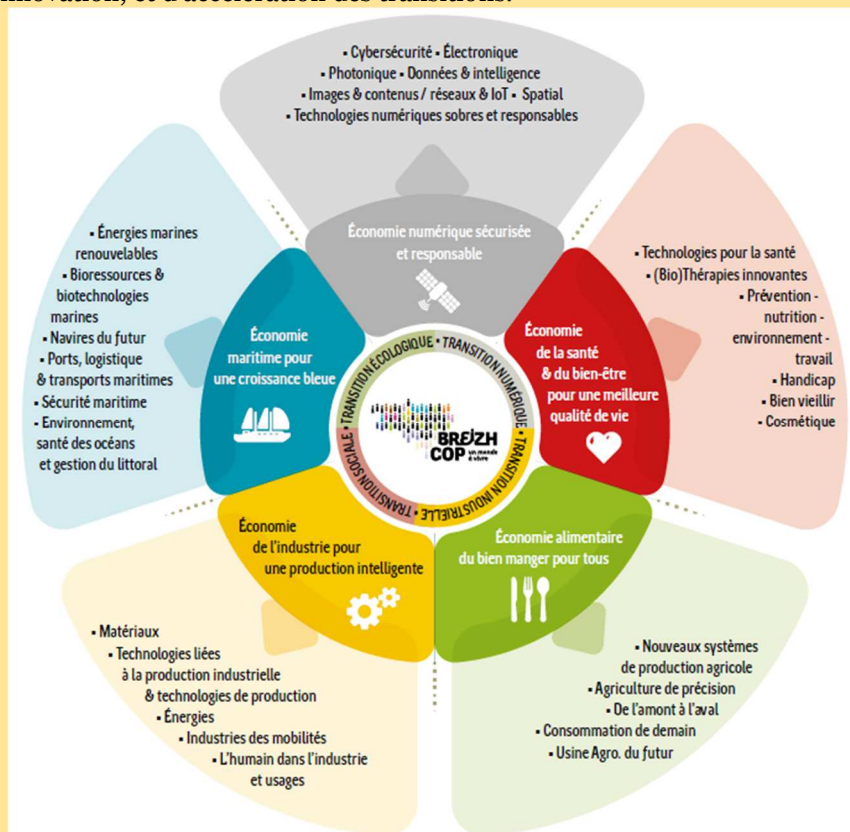 innovation, et d'accélération des transitions.
▪ Cybersécurité ▪ Électronique
▪ Photonique ▪ Données & intelligence
▪ Images & contenus / réseaux & IoT ▪ Spatial
▪ Technologies numériques sobres et responsables
Économie numérique sécurisée
et responsable
▪ Énergies marines
renouvelables
▪ Bioressources &
biotechnologies
marines
▪ Navires du futur
▪ Ports, logistique
& transports maritimes
▪ Sécurité maritime
▪ Environnement,
santé des océans
et gestion du littoral
Économie
maritime pour
une croissance bleue
▪ Technologies pour la santé
▪ (Bio)Thérapies innovantes
▪ Prévention -
nutrition -
environnement -
travail
▪ Handicap
▪ Bien vieillir
▪ Cosmétique
Économie
de la santé
& du bien-être
pour une meilleure
qualité de vie
TRANSITION ÉCOLOGIQUE • TRANSITION NUMÉRIQUE • TRANSITION INDUSTRIELLE • TRANSITION SOCIALE •
BREIZH
COP un monde
à vivre
Économie
de l'industrie pour
une production intelligente
Économie alimentaire
du bien manger pour tous
▪ Matériaux
▪ Technologies liées
à la production industrielle
& technologies de production
▪ Énergies
▪ Industries des mobilités
▪ L'humain dans l'industrie
et usages
▪ Nouveaux systèmes
de production agricole
▪ Agriculture de précision
▪ De l'amont à l'aval
▪ Consommation de demain
▪ Usine Agro. du futur